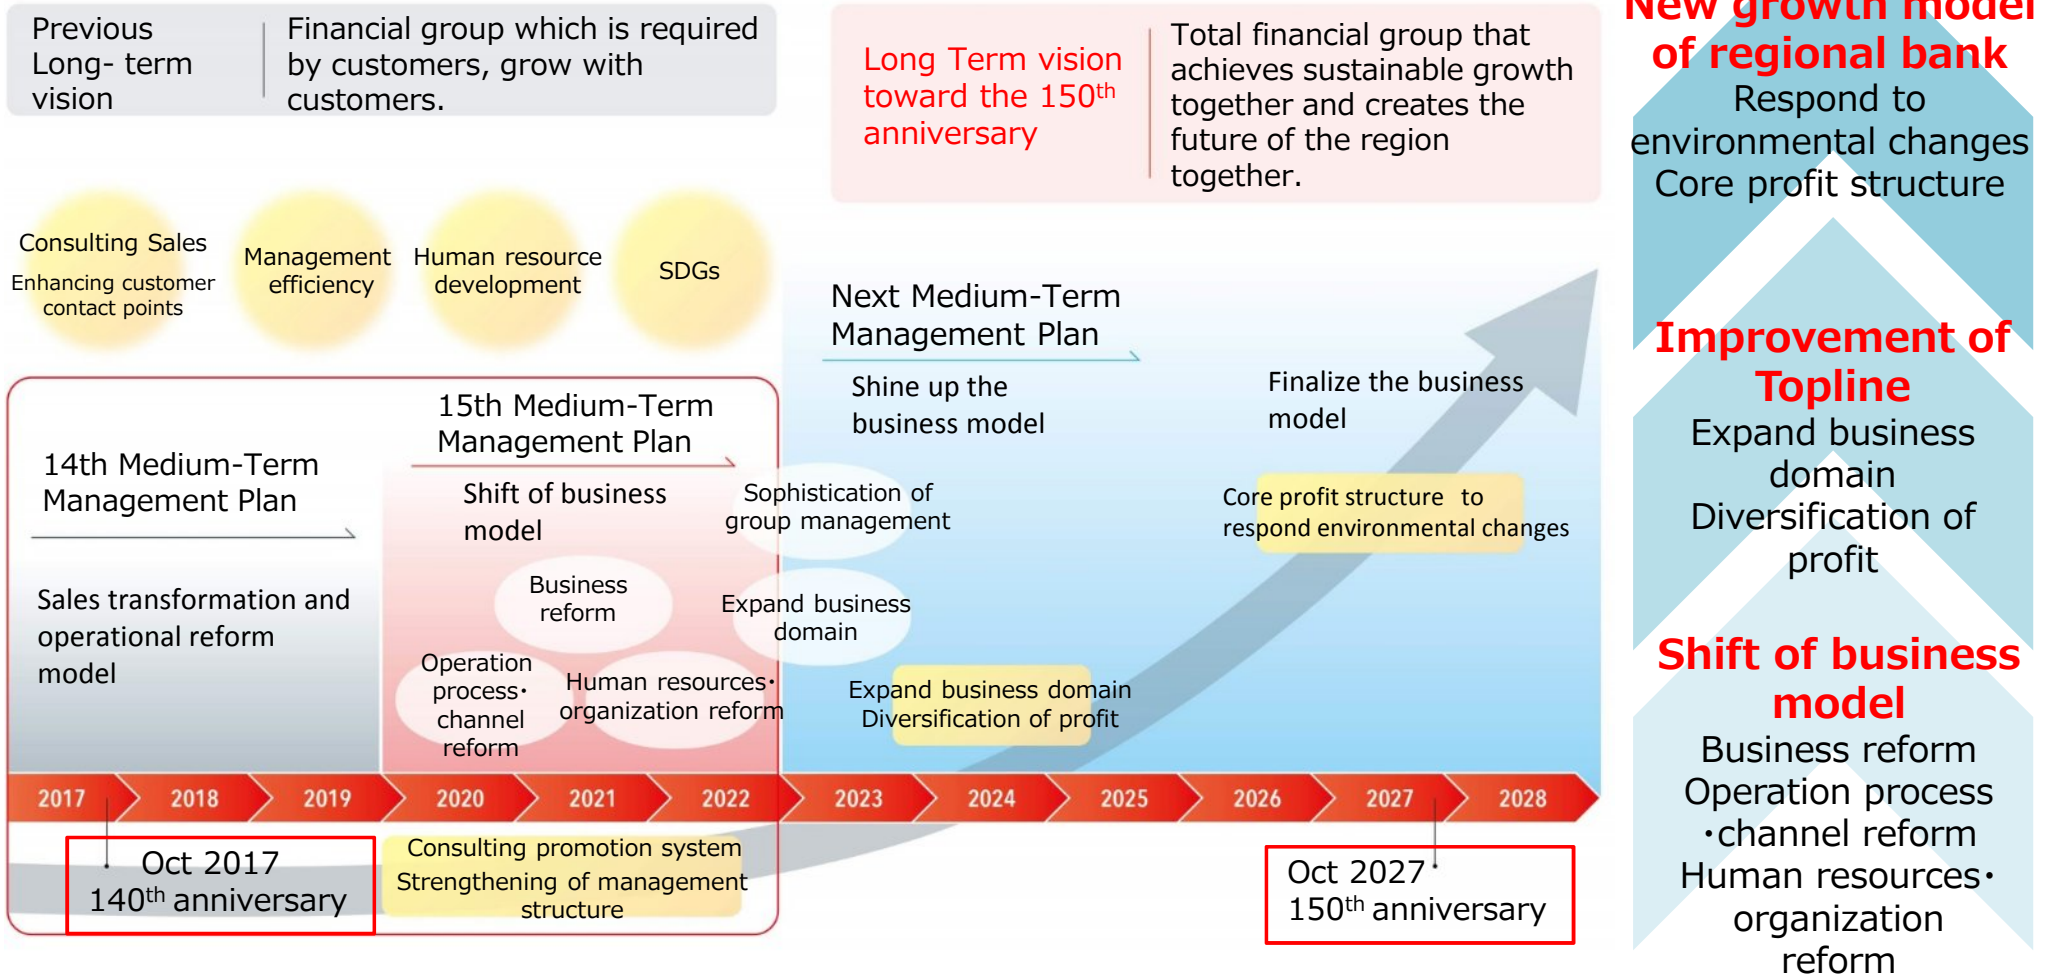 Previous
Long- term
vision
Financial group which is required
by customers, grow with
customers.
Long Term vision
toward the 150th
anniversary
Total financial group that
achieves sustainable growth
together and creates the
future of the region
together.
Consulting Sales
Enhancing customer
contact points
Management
efficiency
Human resource
development
SDGs
14th Medium-Term
Management Plan
Sales transformation and
operational reform
model
15th Medium-Term
Management Plan
Shift of business
model
Business
reform
Operation
process・
channel
reform
Human resources・
organization reform
Sophistication of
group management
Expand business
domain
Next Medium-Term
Management Plan
Shine up the
business model
Expand business domain
Diversification of profit
Finalize the business
model
Core profit structure to
respond environmental changes
2017
2018
2019
2020
2021
2022
2023
2024
2025
2026
2027
2028
Oct 2017
140th anniversary
Consulting promotion system
Strengthening of management
structure
Oct 2027
150th anniversary
New growth model
of regional bank
Respond to
environmental changes
Core profit structure
Improvement of
Topline
Expand business
domain
Diversification of
profit
Shift of business
model
Business reform
Operation process
・channel reform
Human resources・
organization
reform